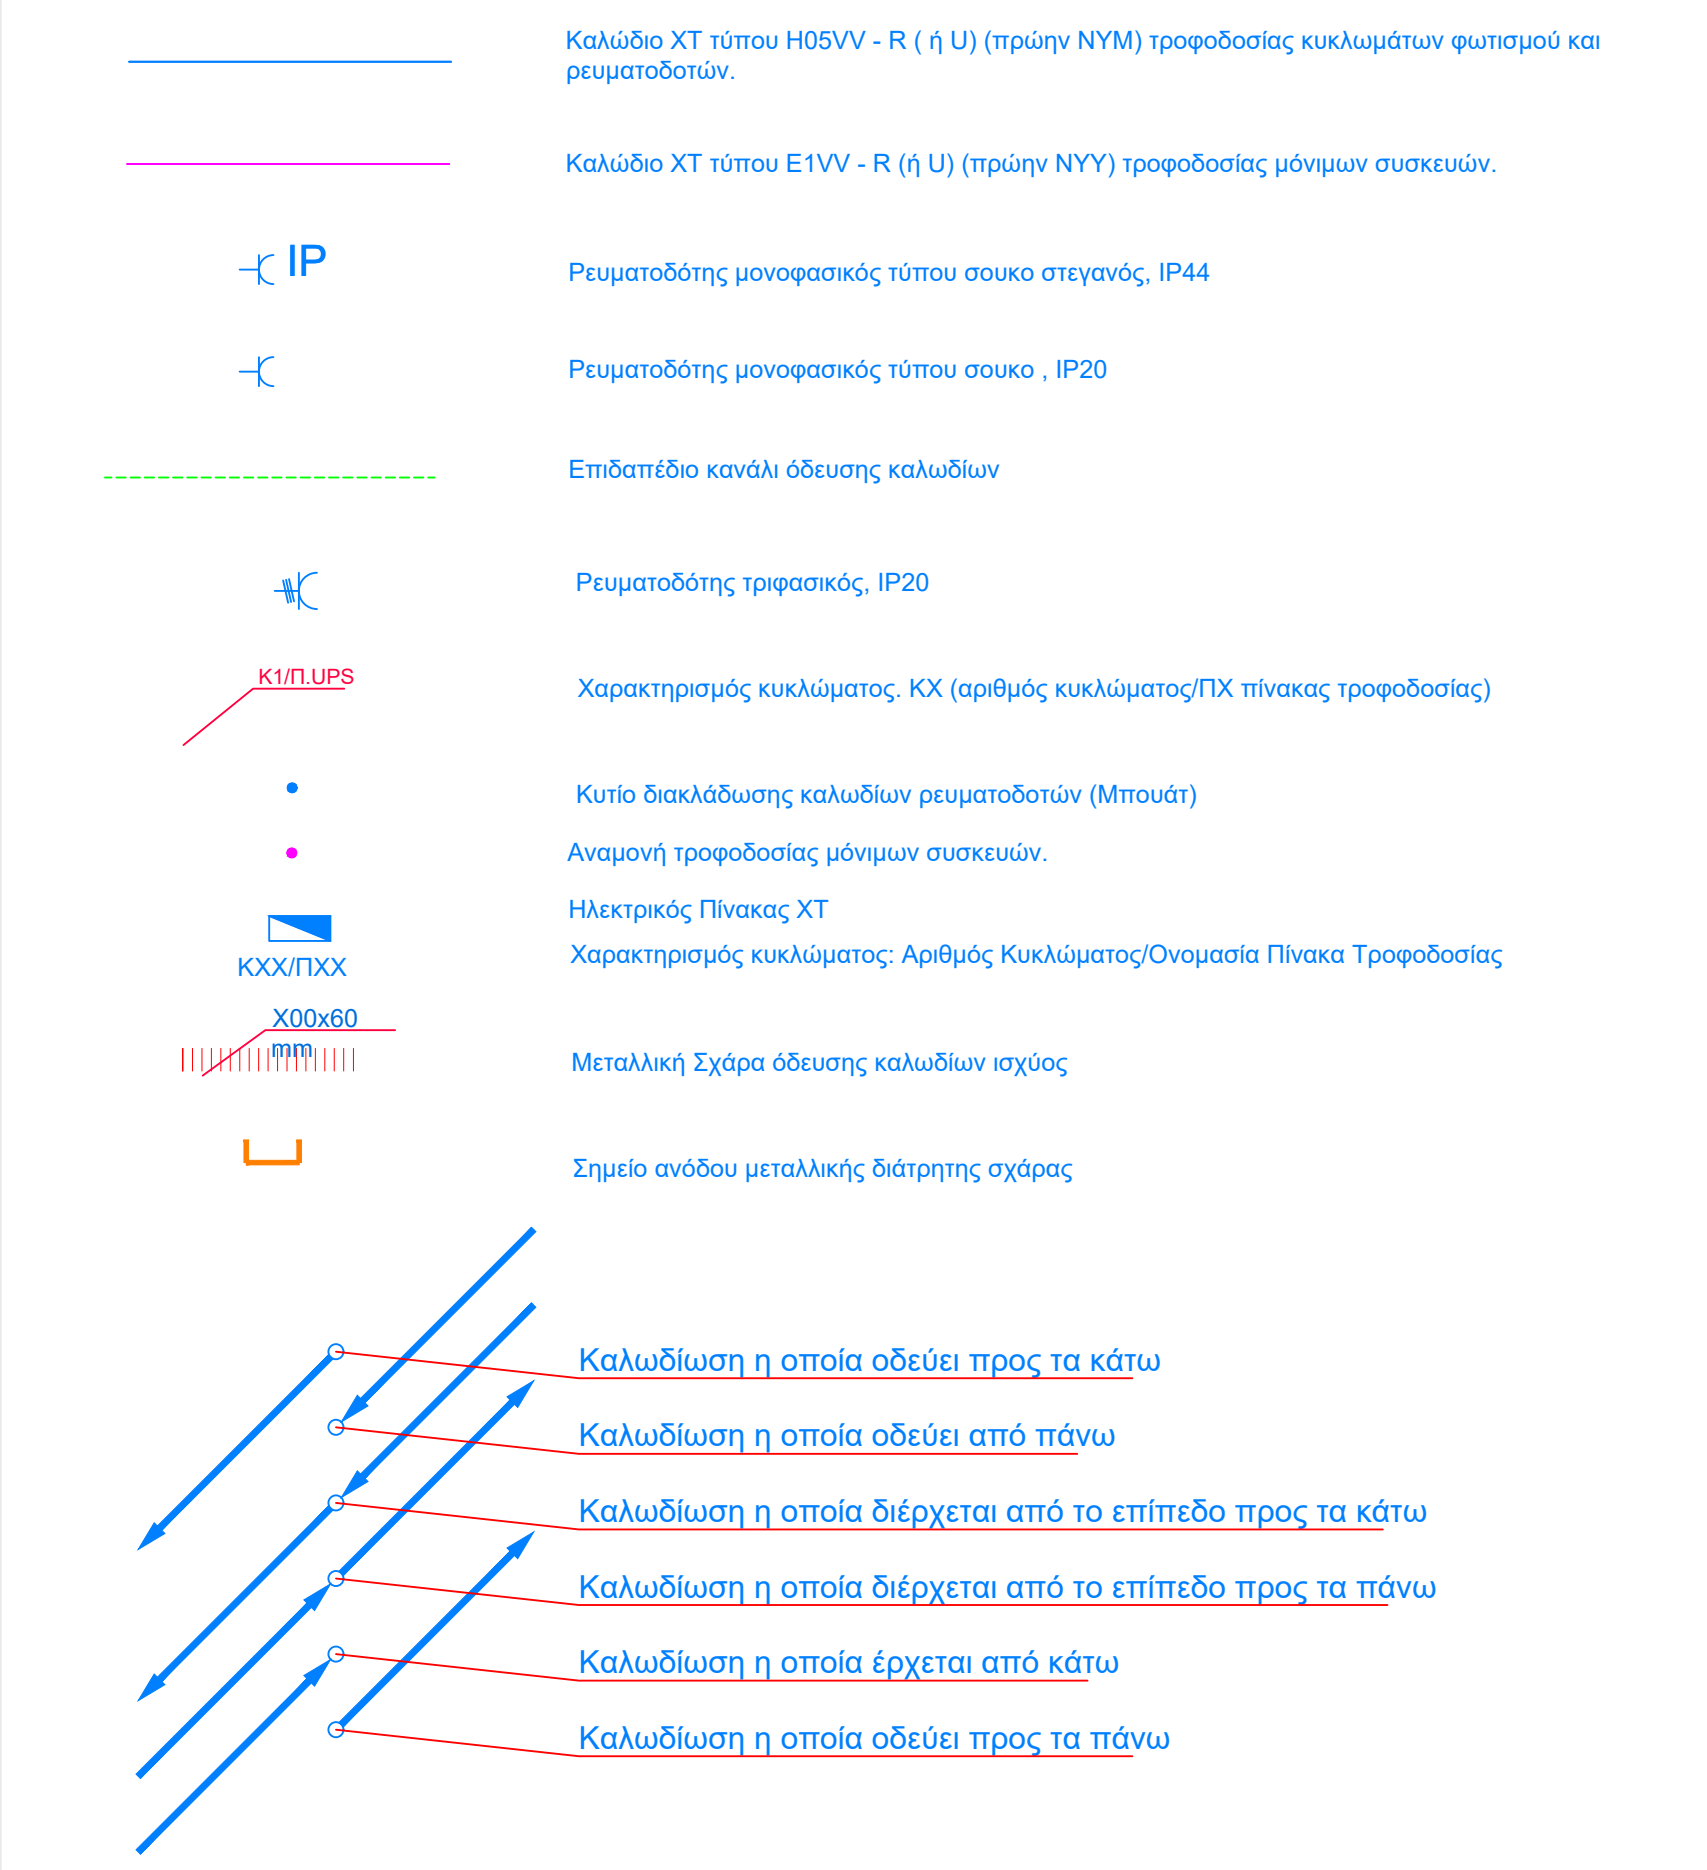 Καλώδιο ΧΤ τύπου H05VV - R ( ή U) (πρώην NYM) τροφοδοσίας κυκλωμάτων φωτισμού και
ρευματοδοτών.
Καλώδιο ΧΤ τύπου E1VV - R (ή U) (πρώην NYY) τροφοδοσίας μόνιμων συσκευών.
IP
Ρευματοδότης μονοφασικός τύπου σουκο στεγανός, IP44
Ρευματοδότης μονοφασικός τύπου σουκο , IP20
Επιδαπέδιο κανάλι όδευσης καλωδίων
Ρευματοδότης τριφασικός, IP20
Κ1/Π.UPS
Χαρακτηρισμός κυκλώματος. ΚΧ (αριθμός κυκλώματος/ΠΧ πίνακας τροφοδοσίας)
Κυτίο διακλάδωσης καλωδίων ρευματοδοτών (Μπουάτ)
Αναμονή τροφοδοσίας μόνιμων συσκευών.
Ηλεκτρικός Πίνακας ΧΤ
ΚΧΧ/ΠΧΧ
Χαρακτηρισμός κυκλώματος: Αριθμός Κυκλώματος/Ονομασία Πίνακα Τροφοδοσίας
X00x60
mm
Μεταλλική Σχάρα όδευσης καλωδίων ισχύος
Σημείο ανόδου μεταλλικής διάτρητης σχάρας
Καλωδίωση η οποία οδεύει προς τα κάτω
Καλωδίωση η οποία οδεύει από πάνω
Καλωδίωση η οποία διέρχεται από το επίπεδο προς τα κάτω
Καλωδίωση η οποία διέρχεται από το επίπεδο προς τα πάνω
Καλωδίωση η οποία έρχεται από κάτω
Καλωδίωση η οποία οδεύει προς τα πάνω